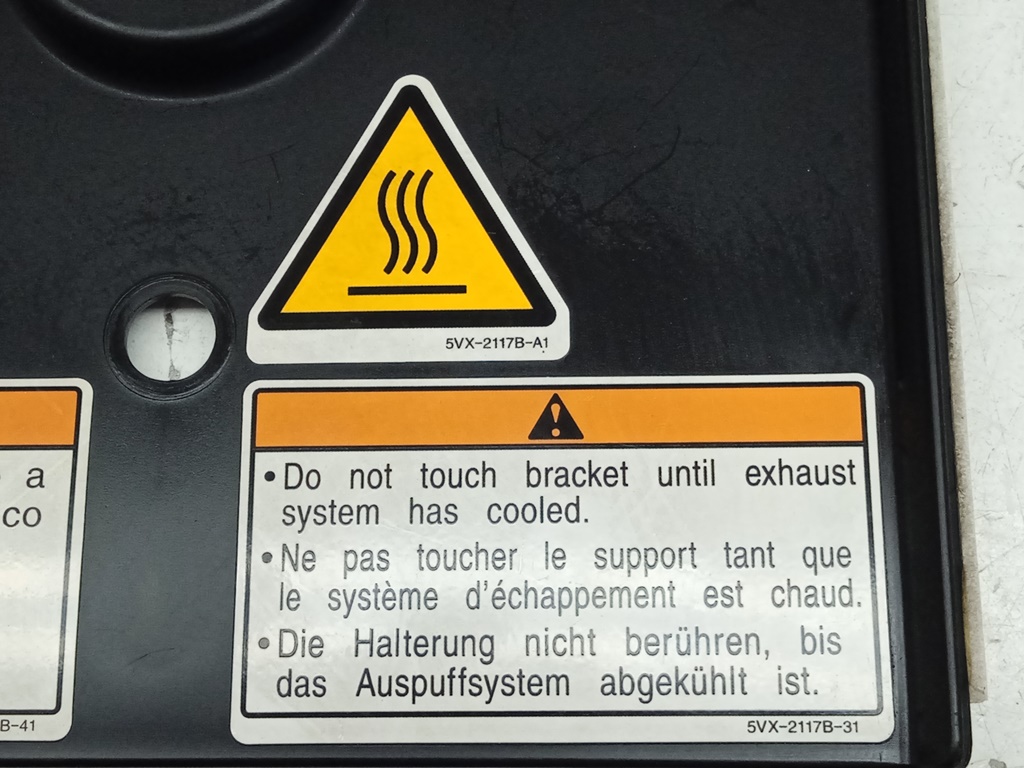 5VX-2117B-A1
a
co
B-41
• Do not touch bracket until exhaust
system has cooled.
• Ne pas toucher le support tant que
le système d'échappement est chaud.
• Die Halterung nicht berühren, bis
das Auspuffsystem abgekühlt ist.
5VX-2117B-31